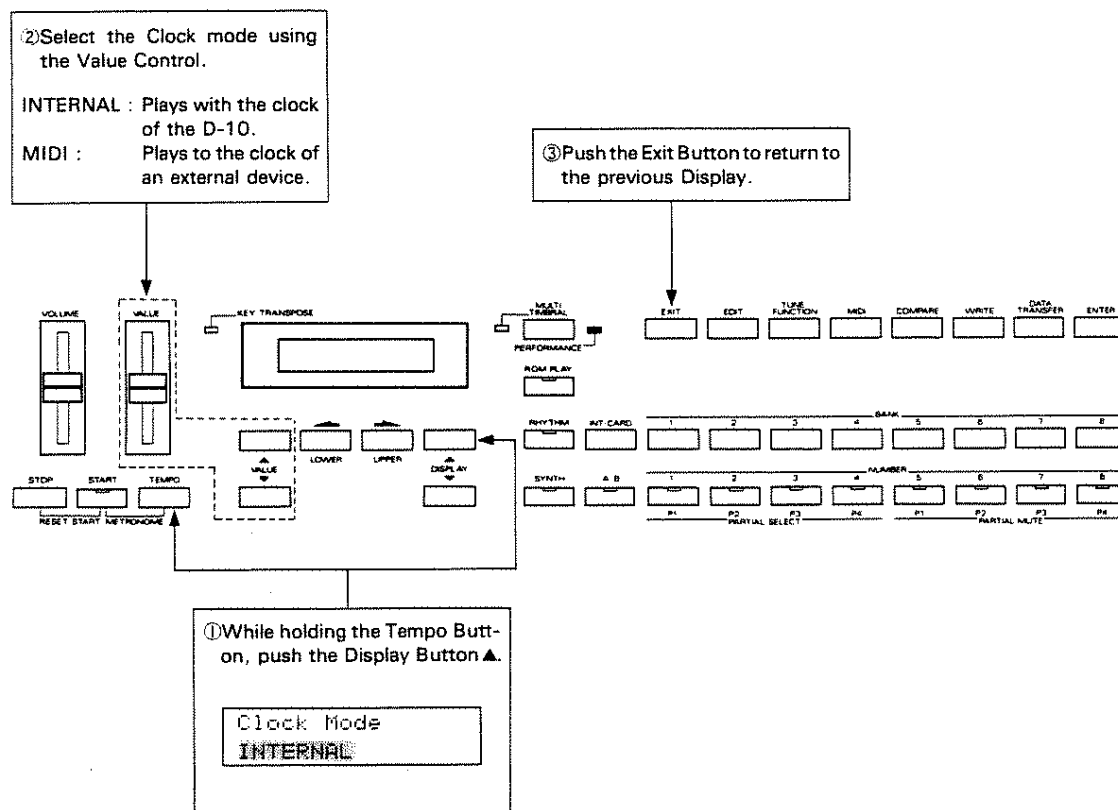 ②Select the Clock mode using
the Value Control.
INTERNAL : Plays with the clock
of the D-10.
MIDI : Plays to the clock of
an external device.
③Push the Exit Button to return to
the previous Display.
VOLUME
VALUE
KEY TRANSPOSE
MULTI
TIMBRAL
PERFORMANCE
EXIT
EDIT
TUNE
FUNCTION
MIDI
COMPARE
WRITE
DATA
TRANSFER
ENTER
ROM PLAY
RHYTHM
INT·CARD
BANK
1 2 3 4 5 6 7 8
LOWER
UPPER
VALUE
DISPLAY
STOP
START
TEMPO
RESET START
METRONOME
SYNTH
A B
NUMBER
1 2 3 4 5 6 7 8
P1 P2 P3 P4 P1 P2 P3 P4
PARTIAL SELECT
PARTIAL MUTE
①While holding the Tempo Butt-
on, push the Display Button ▲.
Clock Mode
INTERNAL